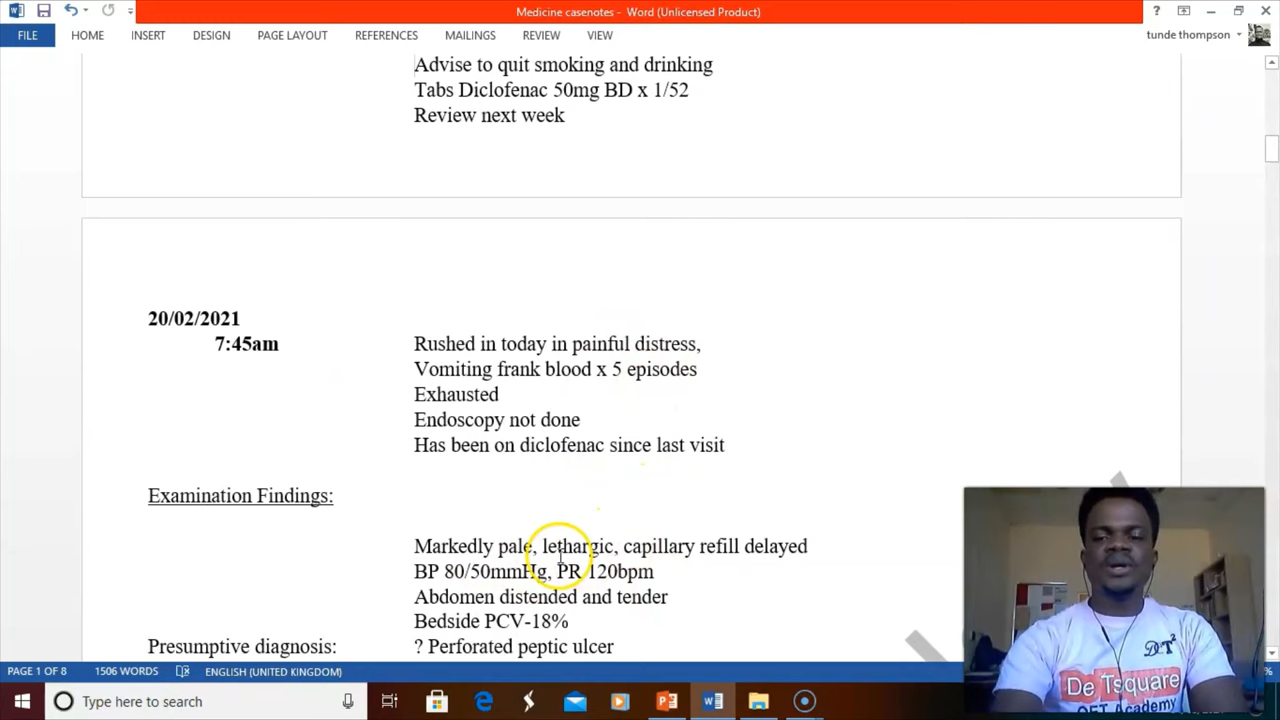 Medicine casenotes - Word (Unlicensed Product)
FILE HOME INSERT DESIGN PAGE LAYOUT REFERENCES MAILINGS REVIEW VIEW tunde thompson
Advise to quit smoking and drinking
Tabs Diclofenac 50mg BD x 1/52
Review next week
20/02/2021
7:45am Rushed in today in painful distress,
Vomiting frank blood x 5 episodes
Exhausted
Endoscopy not done
Has been on diclofenac since last visit
Examination Findings:
Markedly pale, lethargic, capillary refill delayed
BP 80/50mmHg, PR 120bpm
Abdomen distended and tender
Bedside PCV-18%
Presumptive diagnosis: ? Perforated peptic ulcer
PAGE 1 OF 8 1506 WORDS ENGLISH (UNITED KINGDOM) %
Type here to search
De T²
De Tsquare
OET Academy